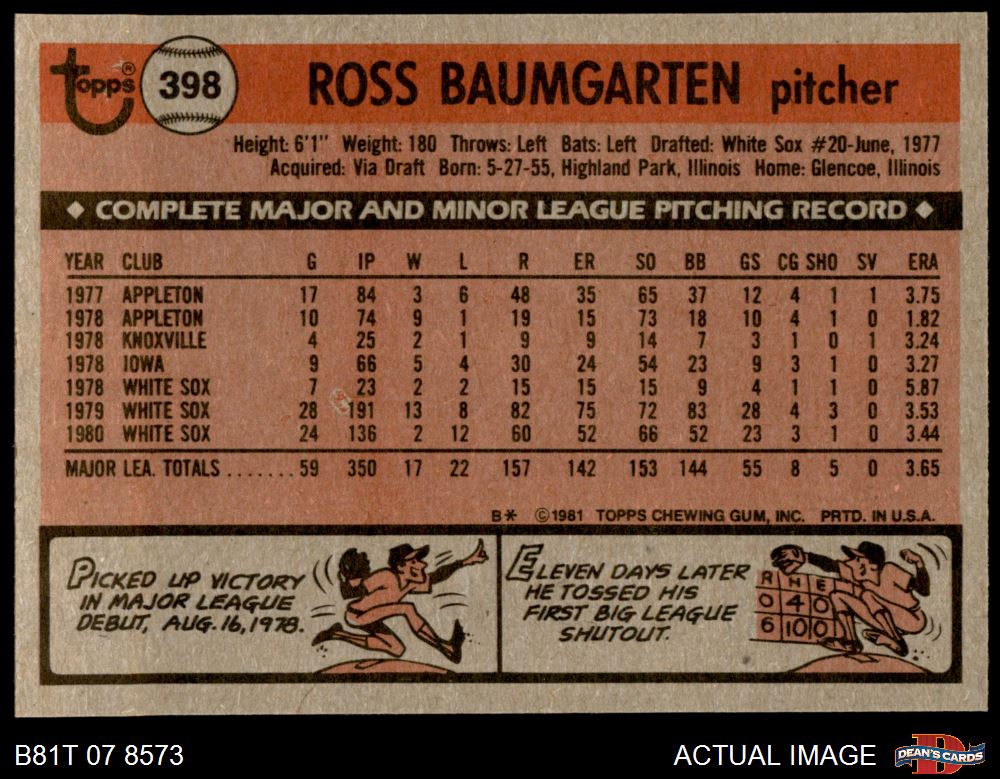 Topps® 398 ROSS BAUMGARTEN pitcher
Height: 6'1" Weight: 180 Throws: Left Bats: Left Drafted: White Sox #20-June, 1977
Acquired: Via Draft Born: 5-27-55, Highland Park, Illinois Home: Glencoe, Illinois
◆ COMPLETE MAJOR AND MINOR LEAGUE PITCHING RECORD ◆
YEAR CLUB G IP W L R ER SO BB GS CG SHO SV ERA
1977 APPLETON 17 84 3 6 48 35 65 37 12 4 1 1 3.75
1978 APPLETON 10 74 9 1 19 15 73 18 10 4 1 0 1.82
1978 KNOXVILLE 4 25 2 1 9 9 14 7 3 1 0 1 3.24
1978 IOWA 9 66 5 4 30 24 54 23 9 3 1 0 3.27
1978 WHITE SOX 7 23 2 2 15 15 15 9 4 1 1 0 5.87
1979 WHITE SOX 28 191 13 8 82 75 72 83 28 4 3 0 3.53
1980 WHITE SOX 24 136 2 12 60 52 66 52 23 3 1 0 3.44
MAJOR LEA. TOTALS ....... 59 350 17 22 157 142 153 144 55 8 5 0 3.65
B* ©1981 TOPPS CHEWING GUM, INC. PRTD. IN U.S.A.
PICKED UP VICTORY
IN MAJOR LEAGUE
DEBUT, AUG. 16, 1978.
ELEVEN DAYS LATER
HE TOSSED HIS
FIRST BIG LEAGUE
SHUTOUT.
R H E
0 4 0
6 10 0
B81T 07 8573 ACTUAL IMAGE DEAN'S CARDS